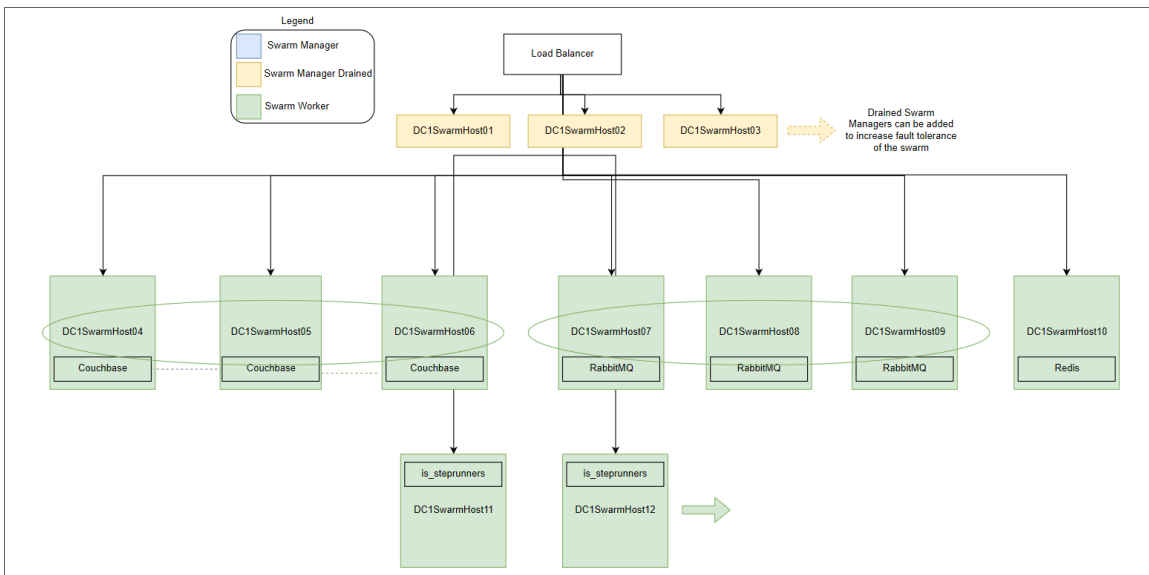 Legend
Swarm Manager
Swarm Manager Drained
Swarm Worker
Load Balancer
DC1SwarmHost01
DC1SwarmHost02
DC1SwarmHost03
Drained Swarm
Managers can be added
to increase fault tolerance
of the swarm
DC1SwarmHost04
DC1SwarmHost05
DC1SwarmHost06
DC1SwarmHost07
DC1SwarmHost08
DC1SwarmHost09
DC1SwarmHost10
Couchbase
Couchbase
Couchbase
RabbitMQ
RabbitMQ
RabbitMQ
Redis
is_steprunners
is_steprunners
DC1SwarmHost11
DC1SwarmHost12